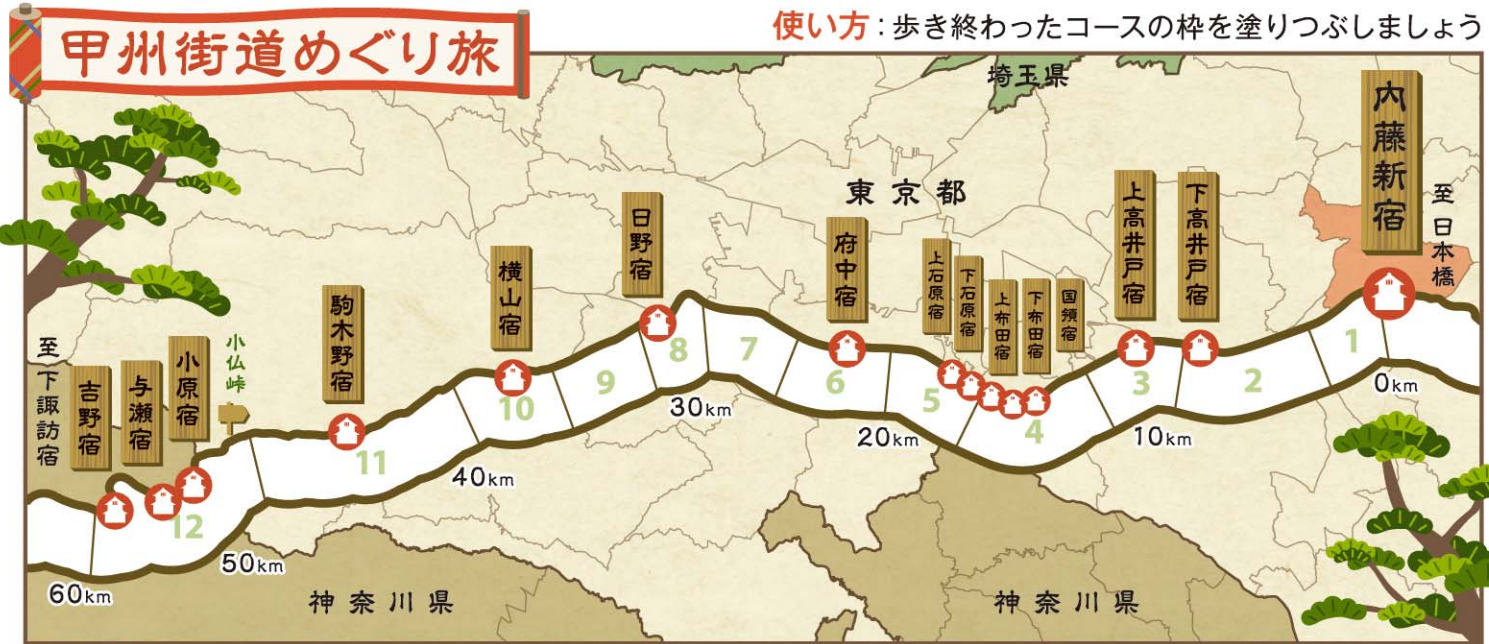 甲州街道めぐり旅
使い方：歩き終わったコースの枠を塗りつぶしましょう
埼玉県
東京都
神奈川県
神奈川県
至日本橋
内藤新宿
下高井戸宿
上高井戸宿
国領宿
下布田宿
上布田宿
下石原宿
上石原宿
府中宿
日野宿
横山宿
駒木野宿
小仏峠
小原宿
与瀬宿
吉野宿
至下諏訪宿
1
2
3
4
5
6
7
8
9
10
11
12
0km
10km
20km
30km
40km
50km
60km